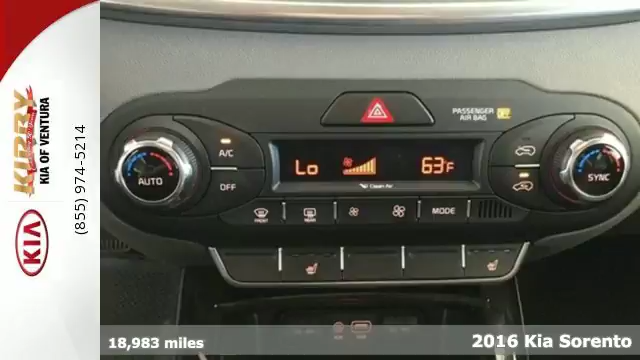 KIRBY
KIA OF VENTURA
(855) 974-5214
KIA
PASSENGER
AIR BAG
OFF
A/C
AUTO
OFF
Lo
63°F
Clean Air
SYNC
FRONT
REAR
MODE
18,983 miles
2016 Kia Sorento